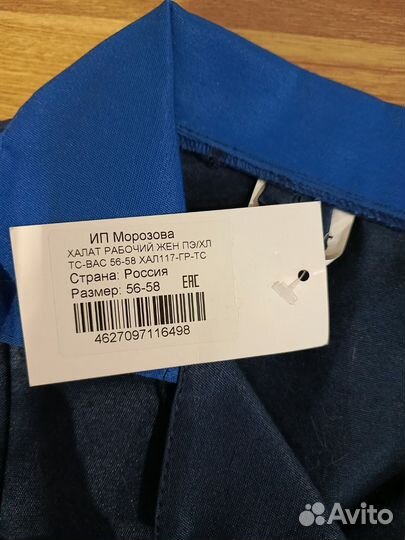 ИП Морозова
ХАЛАТ РАБОЧИЙ ЖЕН ПЭ/ХЛ
ТС-ВАС 56-58 ХАЛ117-ГР-ТС
Страна: Россия
Размер: 56-58
ЕАС
4627097116498
Avito